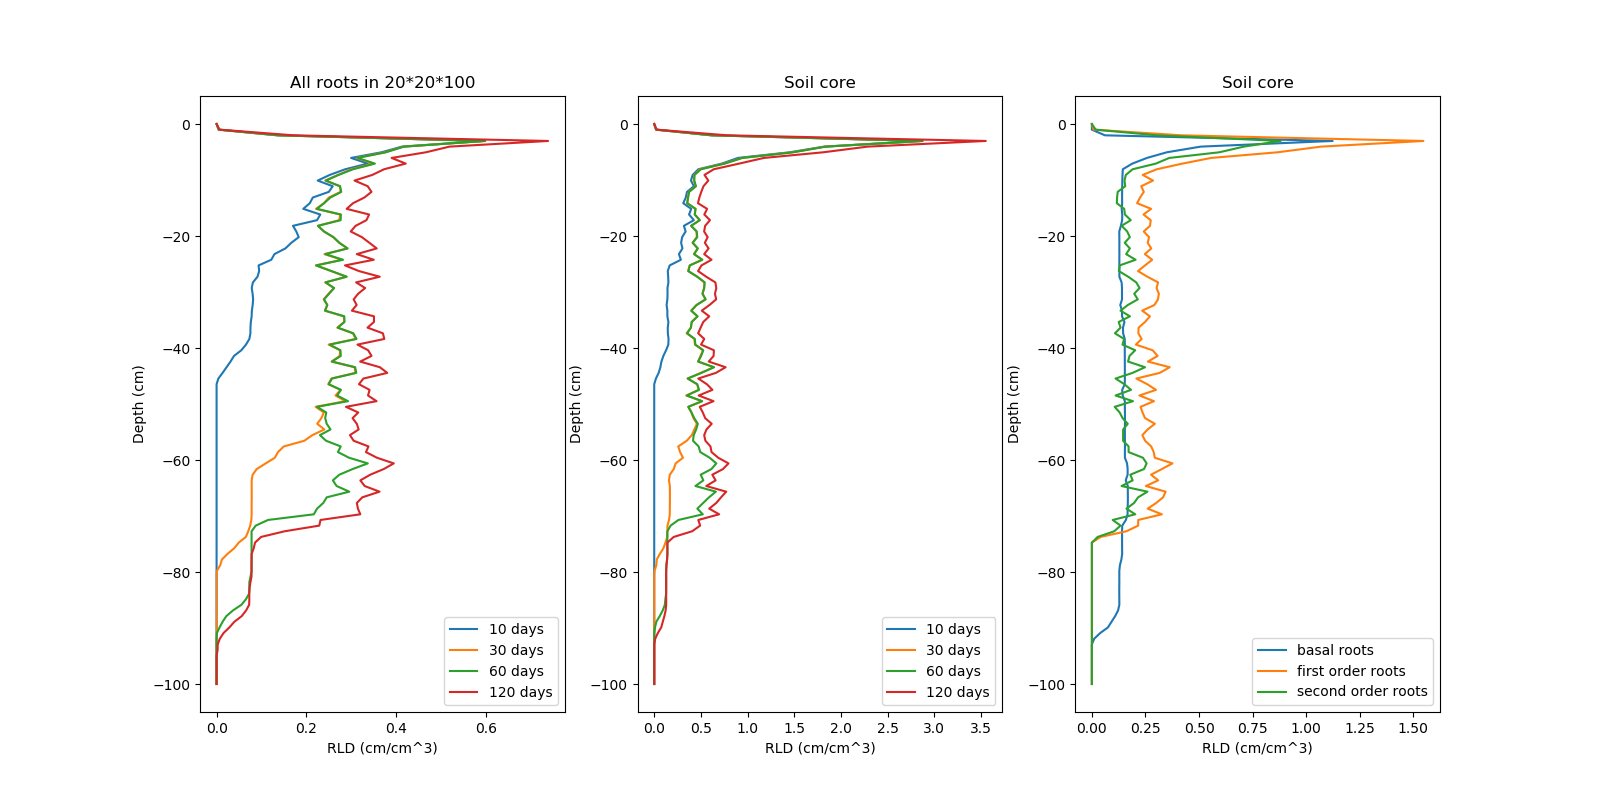 All roots in 20*20*100
0
−20
−40
−60
−80
−100
Depth (cm)
0.0 0.2 0.4 0.6
RLD (cm/cm^3)
10 days
30 days
60 days
120 days
Soil core
0
−20
−40
−60
−80
−100
Depth (cm)
0.0 0.5 1.0 1.5 2.0 2.5 3.0 3.5
RLD (cm/cm^3)
10 days
30 days
60 days
120 days
Soil core
0
−20
−40
−60
−80
−100
Depth (cm)
0.00 0.25 0.50 0.75 1.00 1.25 1.50
RLD (cm/cm^3)
basal roots
first order roots
second order roots